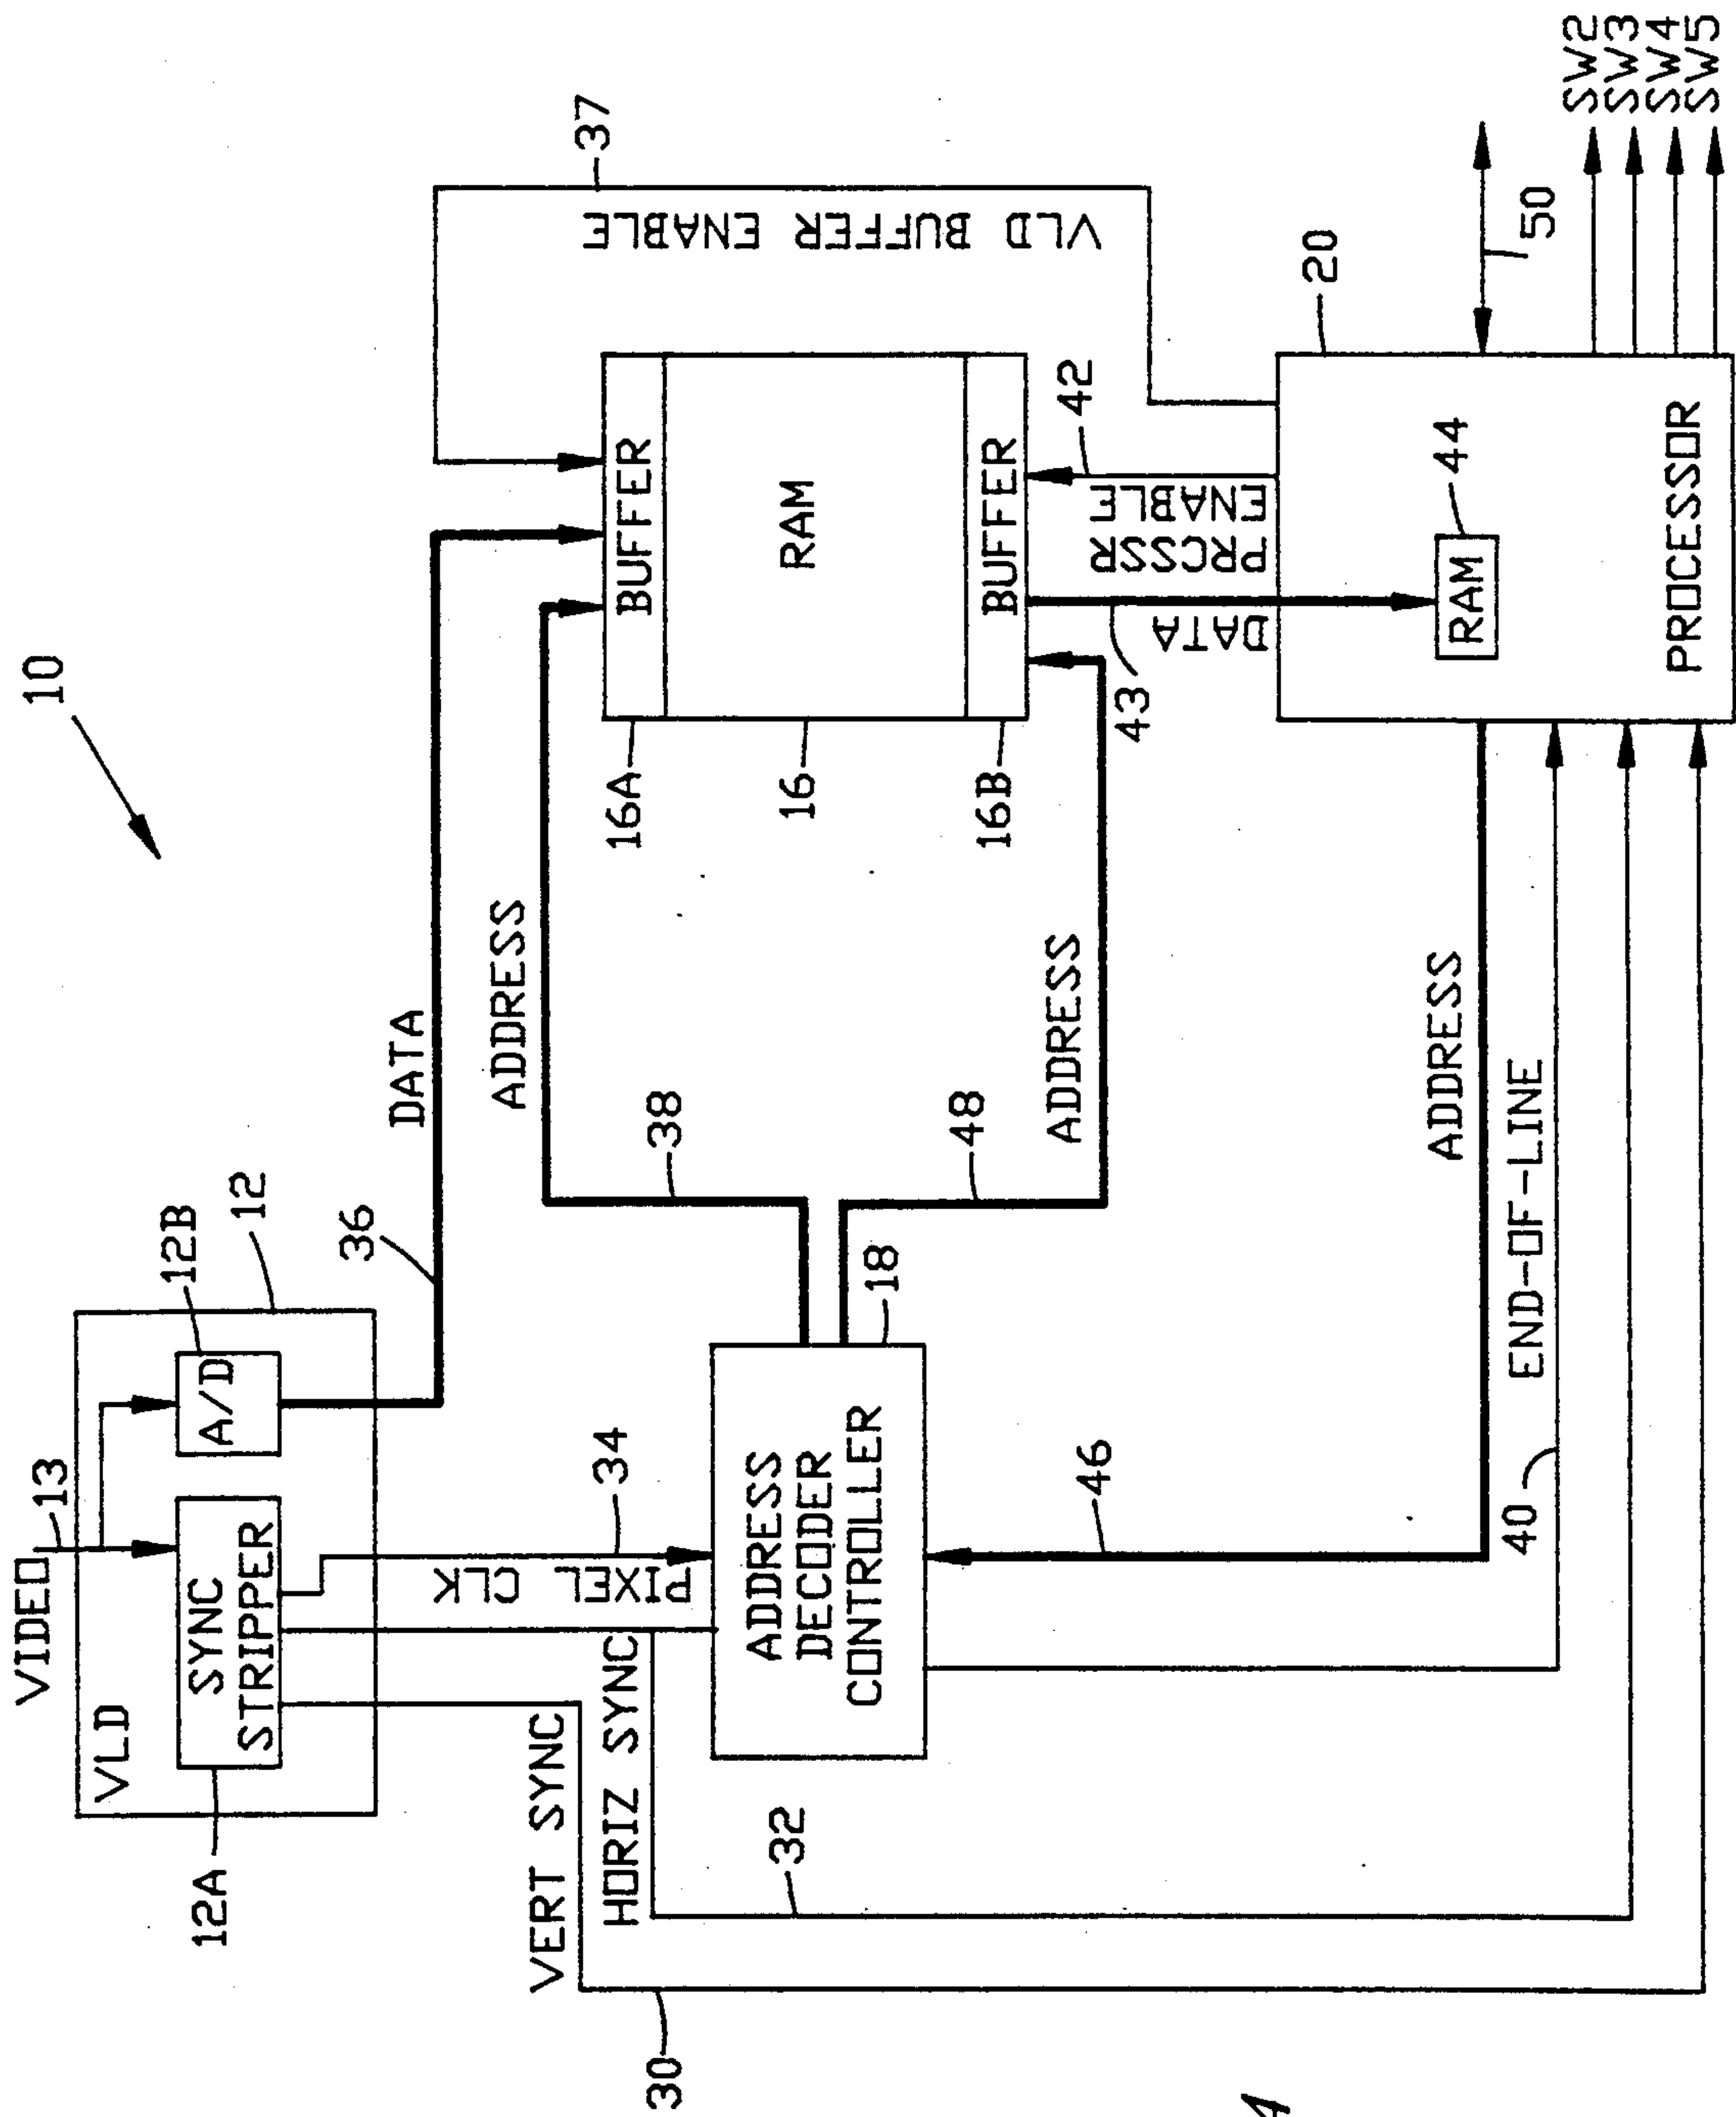 10
VIDEO
13
VLD
SYNC
STRIPPER
A/D
12A
12B
12
36
DATA
VERT SYNC
HORIZ SYNC
PIXEL CLK
34
30
32
ADDRESS
DECODER
CONTROLLER
18
38
ADDRESS
48
ADDRESS
16A
16
16B
BUFFER
RAM
BUFFER
VLD BUFFER ENABLE
37
43
DATA
PRCSSR
ENABLE
42
46
ADDRESS
40
END-OF-LINE
RAM
44
PROCESSOR
20
50
SW2
SW3
SW4
SW5
4